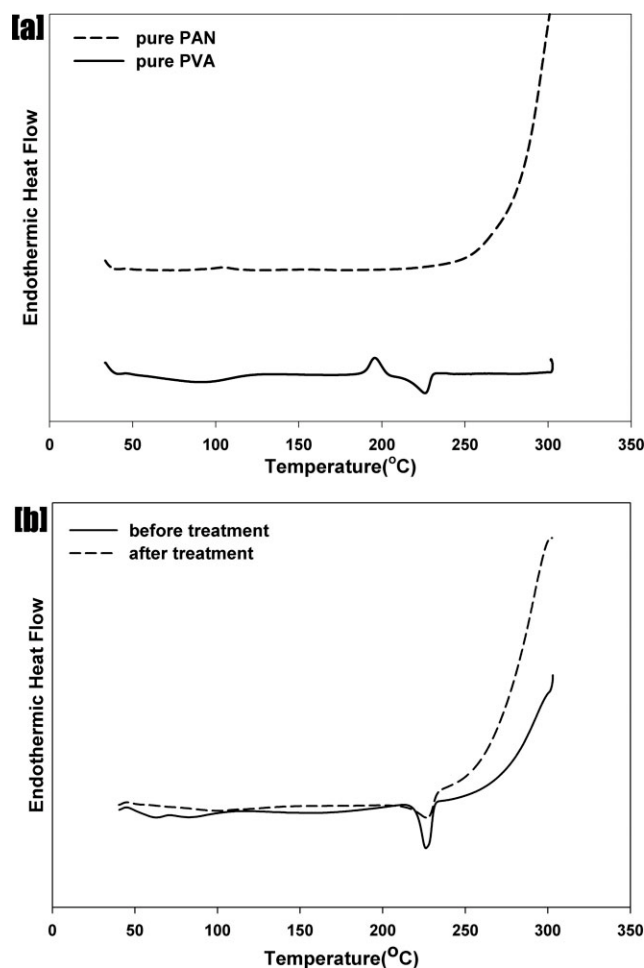 [a]
pure PAN
pure PVA
Endothermic Heat Flow
0 50 100 150 200 250 300 350
Temperature(°C)
[b]
before treatment
after treatment
Endothermic Heat Flow
0 50 100 150 200 250 300 350
Temperature(°C)